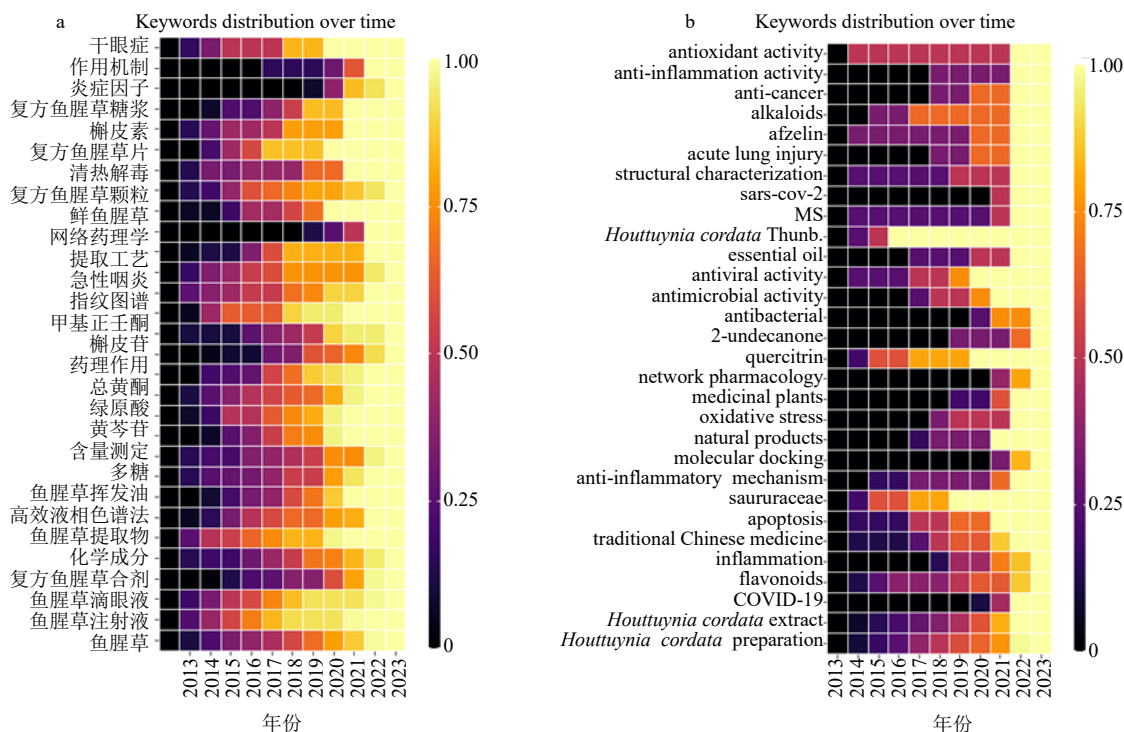 a Keywords distribution over time
干眼症
作用机制
炎症因子
复方鱼腥草糖浆
槲皮素
复方鱼腥草片
清热解毒
复方鱼腥草颗粒
鲜鱼腥草
网络药理学
提取工艺
急性咽炎
指纹图谱
甲基正壬酮
槲皮苷
药理作用
总黄酮
绿原酸
黄芩苷
含量测定
多糖
鱼腥草挥发油
高效液相色谱法
鱼腥草提取物
化学成分
复方鱼腥草合剂
鱼腥草滴眼液
鱼腥草注射液
鱼腥草
1.00
0.75
0.50
0.25
0
2013
2014
2015
2016
2017
2018
2019
2020
2021
2022
2023
年份
b Keywords distribution over time
antioxidant activity
anti-inflammation activity
anti-cancer
alkaloids
afzelin
acute lung injury
structural characterization
sars-cov-2
MS
Houttuynia cordata Thunb.
essential oil
antiviral activity
antimicrobial activity
antibacterial
2-undecanone
quercitrin
network pharmacology
medicinal plants
oxidative stress
natural products
molecular docking
anti-inflammatory mechanism
saururaceae
apoptosis
traditional Chinese medicine
inflammation
flavonoids
COVID-19
Houttuynia cordata extract
Houttuynia cordata preparation
1.00
0.75
0.50
0.25
0
2013
2014
2015
2016
2017
2018
2019
2020
2021
2022
2023
年份